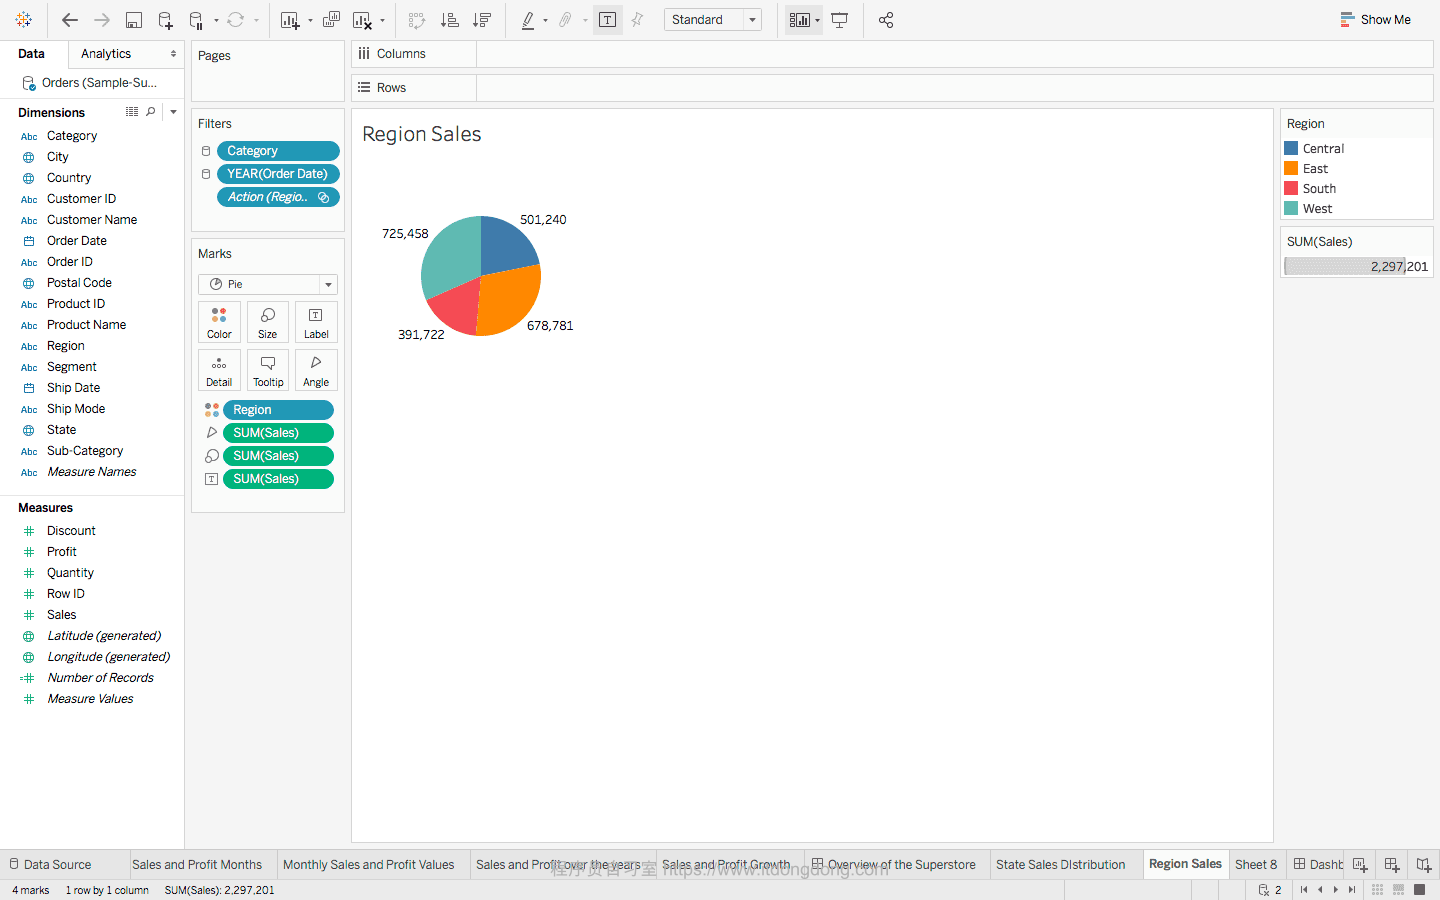 Standard
Show Me
Data
Analytics
Pages
Columns
Rows
Orders (Sample-Su...
Dimensions
Abc Category
City
Country
Abc Customer ID
Abc Customer Name
Order Date
Abc Order ID
Postal Code
Abc Product ID
Abc Product Name
Abc Region
Abc Segment
Ship Date
Abc Ship Mode
State
Abc Sub-Category
Abc Measure Names
Measures
# Discount
# Profit
# Quantity
# Row ID
# Sales
Latitude (generated)
Longitude (generated)
=# Number of Records
# Measure Values
Filters
Category
YEAR(Order Date)
Action (Regio..
Marks
Pie
Color
Size
T
Label
Detail
Tooltip
Angle
Region
SUM(Sales)
SUM(Sales)
T SUM(Sales)
Region Sales
501,240
725,458
678,781
391,722
Region
Central
East
South
West
SUM(Sales)
2,297,201
Data Source
Sales and Profit Months
Monthly Sales and Profit Values
Sales and Profit over the years
Sales and Profit Growth
Overview of the Superstore
State Sales DIstribution
Region Sales
Sheet 8
Dashb
程序员自习室 https://www.itdongdong.com
4 marks
1 row by 1 column
SUM(Sales): 2,297,201
2